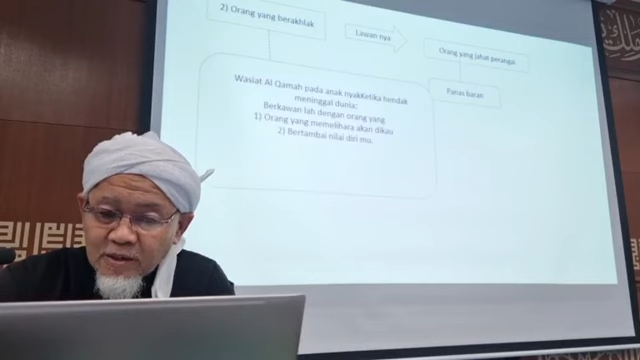 2) Orang yang berakhlak
Lawan nya
Orang yang jahat perangai
Panas baran
Wasiat Al Qamah pada anak nyaKetika hendak
meninggal dunia;
Berkawan lah dengan orang yang
1) Orang yang memelihara akan dikau
2) Bertambai nilai diri mu.